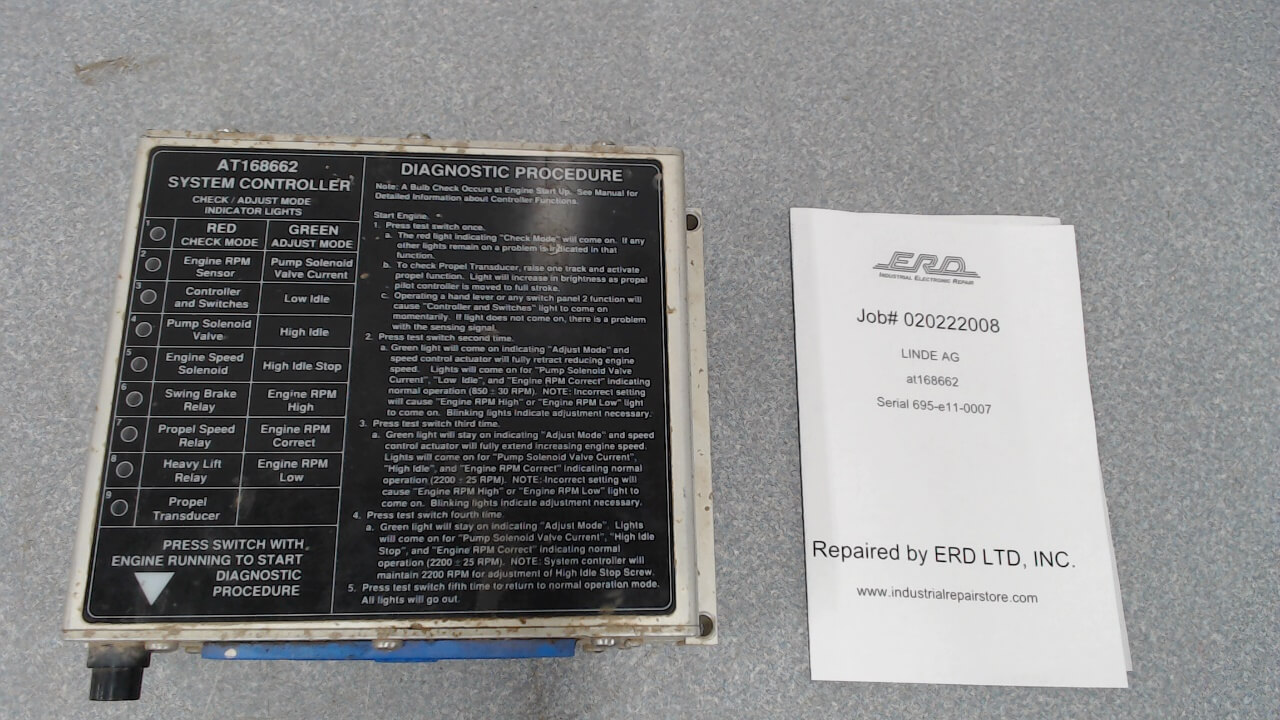 AT168662
SYSTEM CONTROLLER
CHECK / ADJUST MODE
INDICATOR LIGHTS
1
RED
CHECK MODE
GREEN
ADJUST MODE
2
Engine RPM
Sensor
Pump Solenoid
Valve Current
3
Controller
and Switches
Low Idle
4
Pump Solenoid
Valve
High Idle
5
Engine Speed
Solenoid
High Idle Stop
6
Swing Brake
Relay
Engine RPM
High
7
Propel Speed
Relay
Engine RPM
Correct
8
Heavy Lift
Relay
Engine RPM
Low
9
Propel
Transducer
PRESS SWITCH WITH
ENGINE RUNNING TO START
DIAGNOSTIC
PROCEDURE
DIAGNOSTIC PROCEDURE
Note: A Bulb Check Occurs at Engine Start Up. See Manual for
Detailed Information about Controller Functions.
Start Engine.
1. Press test switch once.
a. The red light indicating "Check Mode" will come on. If any
other lights remain on a problem is indicated in that
function.
b. To check Propel Transducer, raise one track and activate
propel function. Light will increase in brightness as propel
pilot controller is moved to full stroke.
c. Operating a hand lever or any switch panel 2 function will
cause "Controller and Switches" light to come on
momentarily. If light does not come on, there is a problem
with the sensing signal.
2. Press test switch second time.
a. Green light will come on indicating "Adjust Mode" and
speed control actuator will fully retract reducing engine
speed. Lights will come on for "Pump Solenoid Valve
Current", "Low Idle", and "Engine RPM Correct" indicating
normal operation (850 ± 30 RPM). NOTE: Incorrect setting
will cause "Engine RPM High" or "Engine RPM Low" light
to come on. Blinking lights indicate adjustment necessary.
3. Press test switch third time.
a. Green light will stay on indicating "Adjust Mode" and speed
control actuator will fully extend increasing engine speed.
Lights will come on for "Pump Solenoid Valve Current",
"High Idle", and "Engine RPM Correct" indicating normal
operation (2200 ± 25 RPM). NOTE: Incorrect setting will
cause "Engine RPM High" or "Engine RPM Low" light to
come on. Blinking lights indicate adjustment necessary.
4. Press test switch fourth time.
a. Green light will stay on indicating "Adjust Mode". Lights
will come on for "Pump Solenoid Valve Current", "High Idle
Stop", and "Engine RPM Correct" indicating normal
operation (2200 ± 25 RPM). NOTE: System controller will
maintain 2200 RPM for adjustment of High Idle Stop Screw.
5. Press test switch fifth time to return to normal operation mode.
All lights will go out.
ERD
INDUSTRIAL ELECTRONIC REPAIR
Job# 020222008
LINDE AG
at168662
Serial 695-e11-0007
Repaired by ERD LTD, INC.
www.industrialrepairstore.com